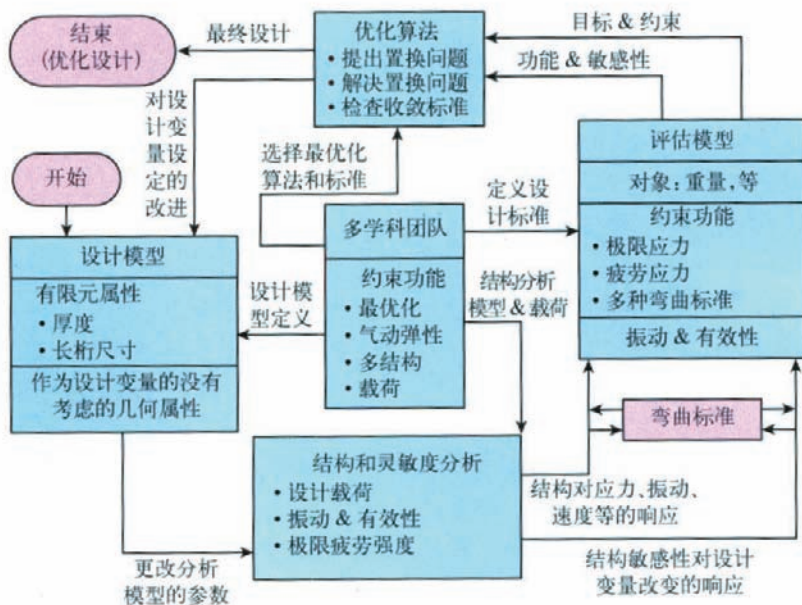 结束
(优化设计)
最终设计
优化算法
• 提出置换问题
• 解决置换问题
• 检查收敛标准
目标 & 约束
功能 & 敏感性
对设
计变
量设
定的
改进
开始
选择最优化
算法和标准
评估模型
对象：重量，等
约束功能
• 极限应力
• 疲劳应力
• 多种弯曲标准
振动 & 有效性
定义设
计标准
多学科团队
约束功能
• 最优化
• 气动弹性
• 多结构
• 载荷
设计模型
有限元属性
• 厚度
• 长桁尺寸
作为设计变量的没有
考虑的几何属性
设计模
型定义
结构分析
模型 & 载荷
弯曲标准
结构和灵敏度分析
• 设计载荷
• 振动 & 有效性
• 极限疲劳强度
结构对应力、振动、
速度等的响应
更改分析
模型的参数
结构敏感性对设计
变量改变的响应